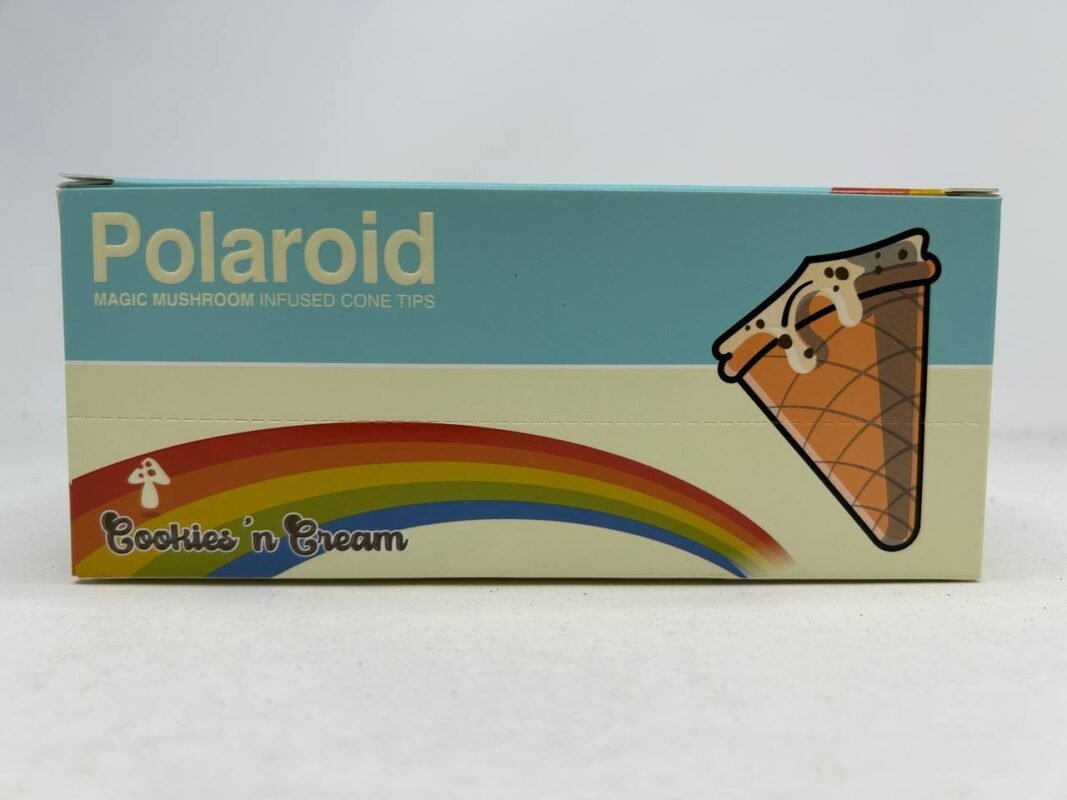 Polaroid
MAGIC MUSHROOM INFUSED CONE TIPS
Cookies 'n Cream